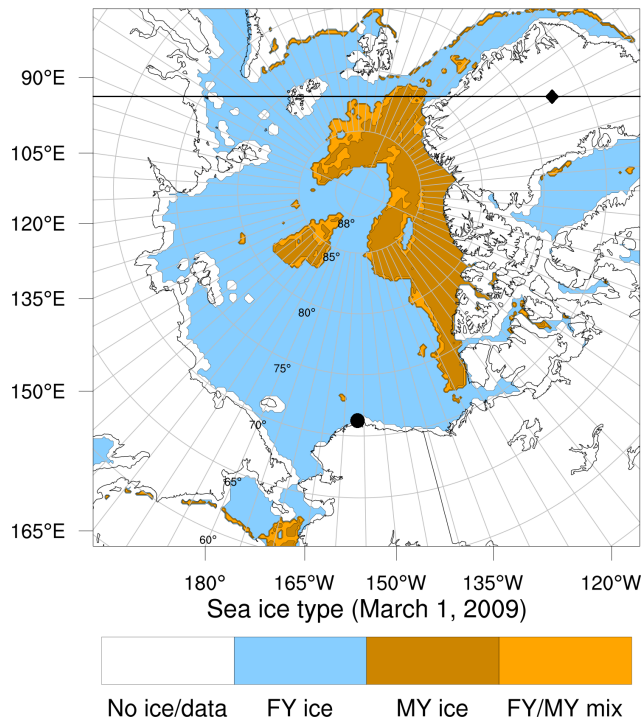 90°E
105°E
120°E
88°
85°
135°E
80°
75°
150°E
70°
65°
165°E
60°
180° 165°W 150°W 135°W 120°W
Sea ice type (March 1, 2009)
No ice/data FY ice MY ice FY/MY mix